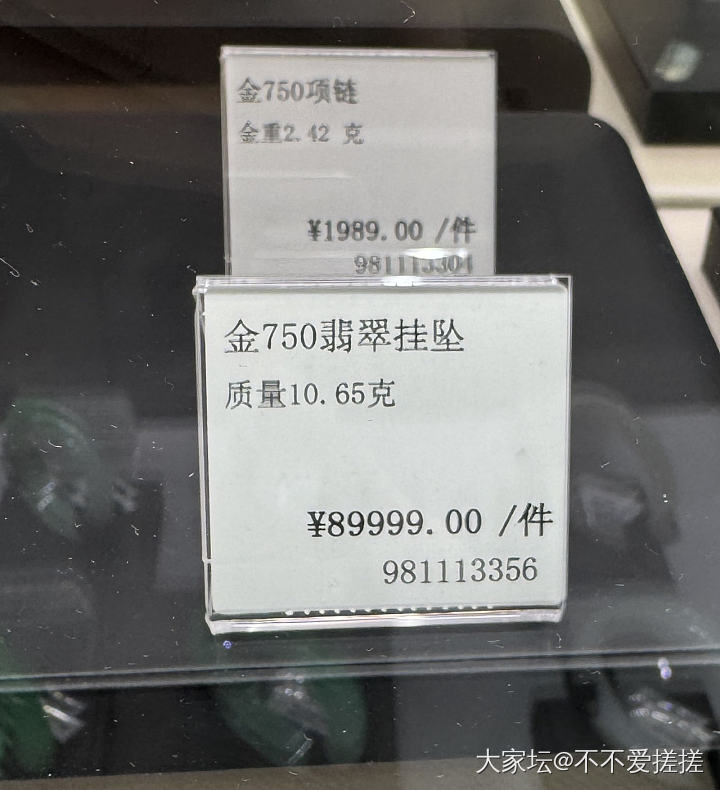 金750项链
金重2.42 克
¥1989.00 /件
981113304
金750翡翠挂坠
质量10.65克
¥89999.00 /件
981113356
大家坛@不不爱搓搓